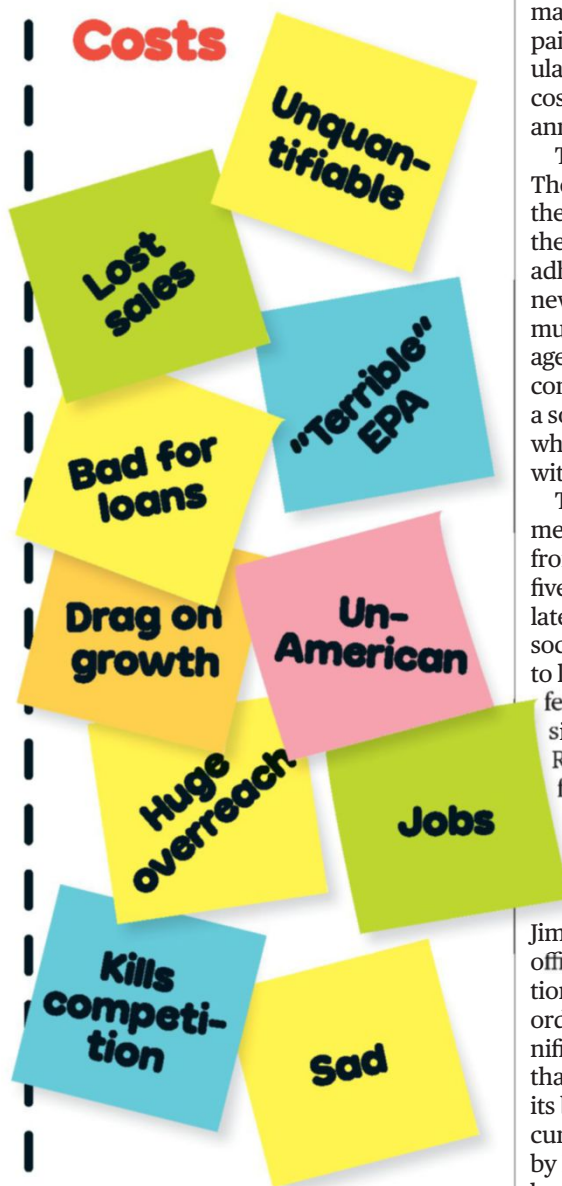 Costs
Unquan-
tifiable
Lost
sales
"Terrible"
EPA
Bad for
loans
Un-
American
Drag on
growth
Huge
overreach
Jobs
Kills
competi-
tion
Sad